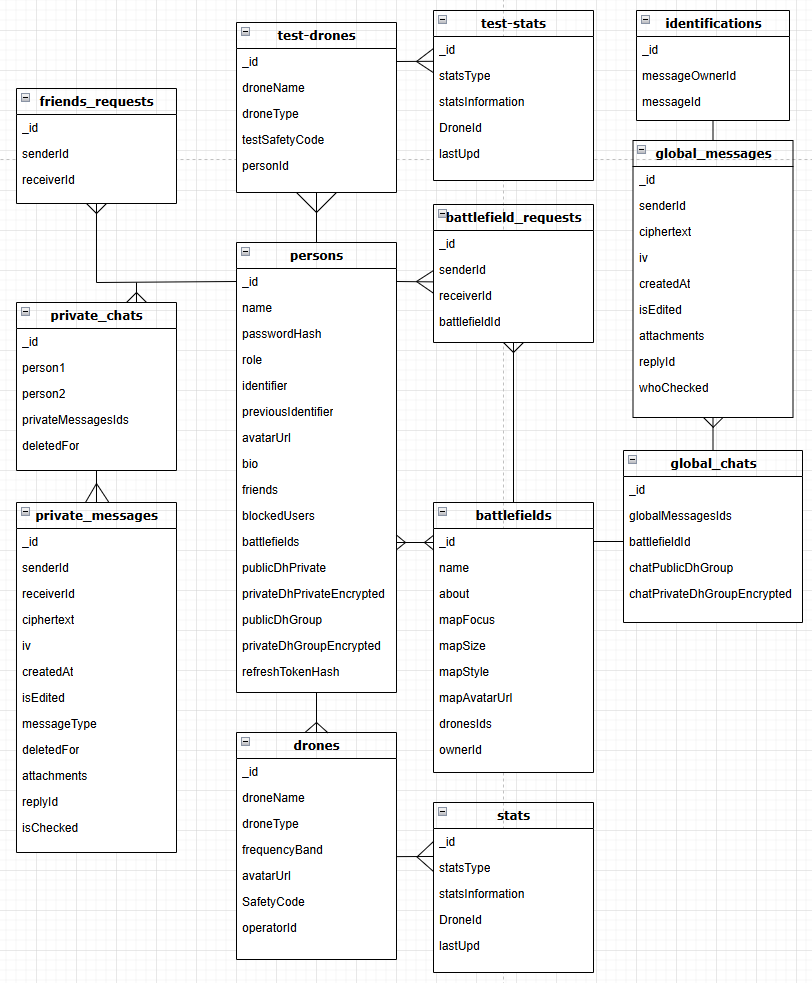 test-drones
_id
droneName
droneType
testSafetyCode
personId
test-stats
_id
statsType
statsInformation
DroneId
lastUpd
identifications
_id
messageOwnerId
messageId
friends_requests
_id
senderId
receiverId
global_messages
_id
senderId
ciphertext
iv
createdAt
isEdited
attachments
replyId
whoChecked
battlefield_requests
_id
senderId
receiverId
battlefieldId
persons
_id
name
passwordHash
role
identifier
previousIdentifier
avatarUrl
bio
friends
blockedUsers
battlefields
publicDhPrivate
privateDhPrivateEncrypted
publicDhGroup
privateDhGroupEncrypted
refreshTokenHash
private_chats
_id
person1
person2
privateMessagesIds
deletedFor
global_chats
_id
globalMessagesIds
battlefieldId
chatPublicDhGroup
chatPrivateDhGroupEncrypted
private_messages
_id
senderId
receiverId
ciphertext
iv
createdAt
isEdited
messageType
deletedFor
attachments
replyId
isChecked
battlefields
_id
name
about
mapFocus
mapSize
mapStyle
mapAvatarUrl
dronesIds
ownerId
drones
_id
droneName
droneType
frequencyBand
avatarUrl
SafetyCode
operatorId
stats
_id
statsType
statsInformation
DroneId
lastUpd